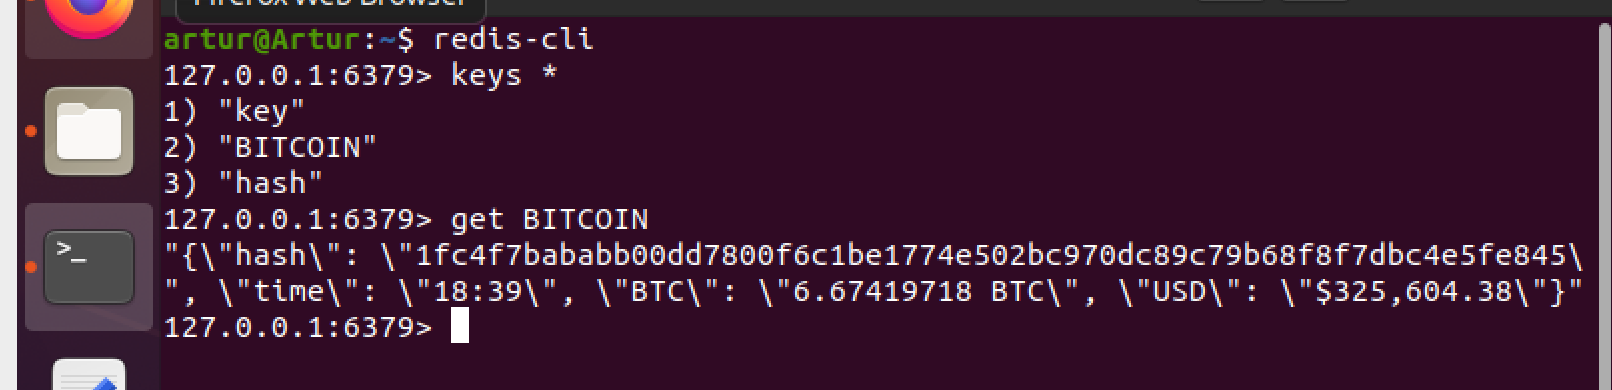 Firefox Web Browser
artur@Artur:~$ redis-cli
127.0.0.1:6379> keys *
1) "key"
2) "BITCOIN"
3) "hash"
127.0.0.1:6379> get BITCOIN
"{\"hash\": \"1fc4f7bababb00dd7800f6c1be1774e502bc970dc89c79b68f8f7dbc4e5fe845\
", \"time\": \"18:39\", \"BTC\": \"6.67419718 BTC\", \"USD\": \"$325,604.38\"}"
127.0.0.1:6379>